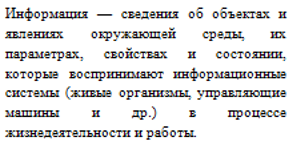 Информация — сведения об объектах и
явлениях окружающей среды, их
параметрах, свойствах и состоянии,
которые воспринимают информационные
системы (живые организмы, управляющие
машины и др.) в процессе
жизнедеятельности и работы.